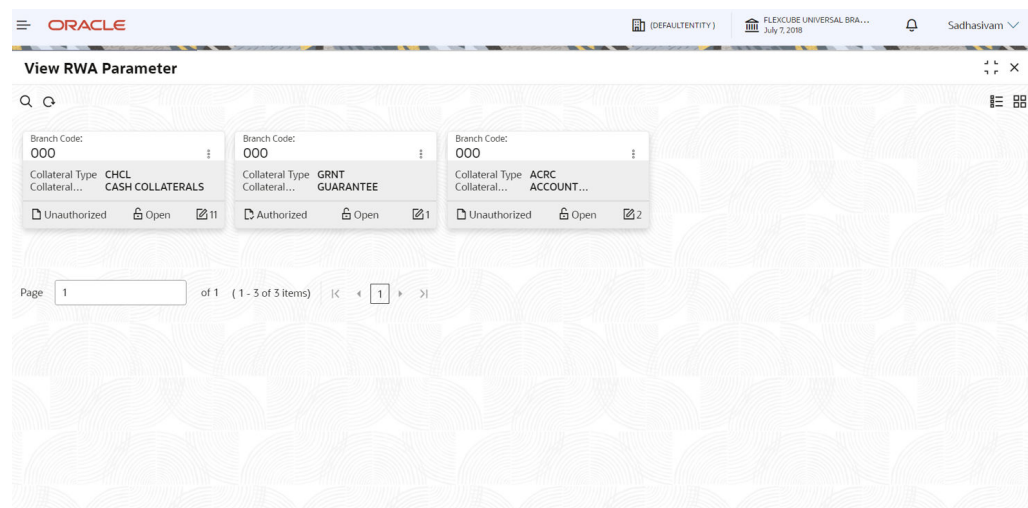 ORACLE
(DEFAULTENTITY)
FLEXCUBE UNIVERSAL BRA...
July 7, 2018
Sadhasivam
View RWA Parameter
Branch Code:
000
Collateral Type CHCL
Collateral... CASH COLLATERALS
Unauthorized Open 11
Branch Code:
000
Collateral Type GRNT
Collateral... GUARANTEE
Authorized Open 1
Branch Code:
000
Collateral Type ACRC
Collateral... ACCOUNT...
Unauthorized Open 2
Page 1 of 1 (1 - 3 of 3 items) 1